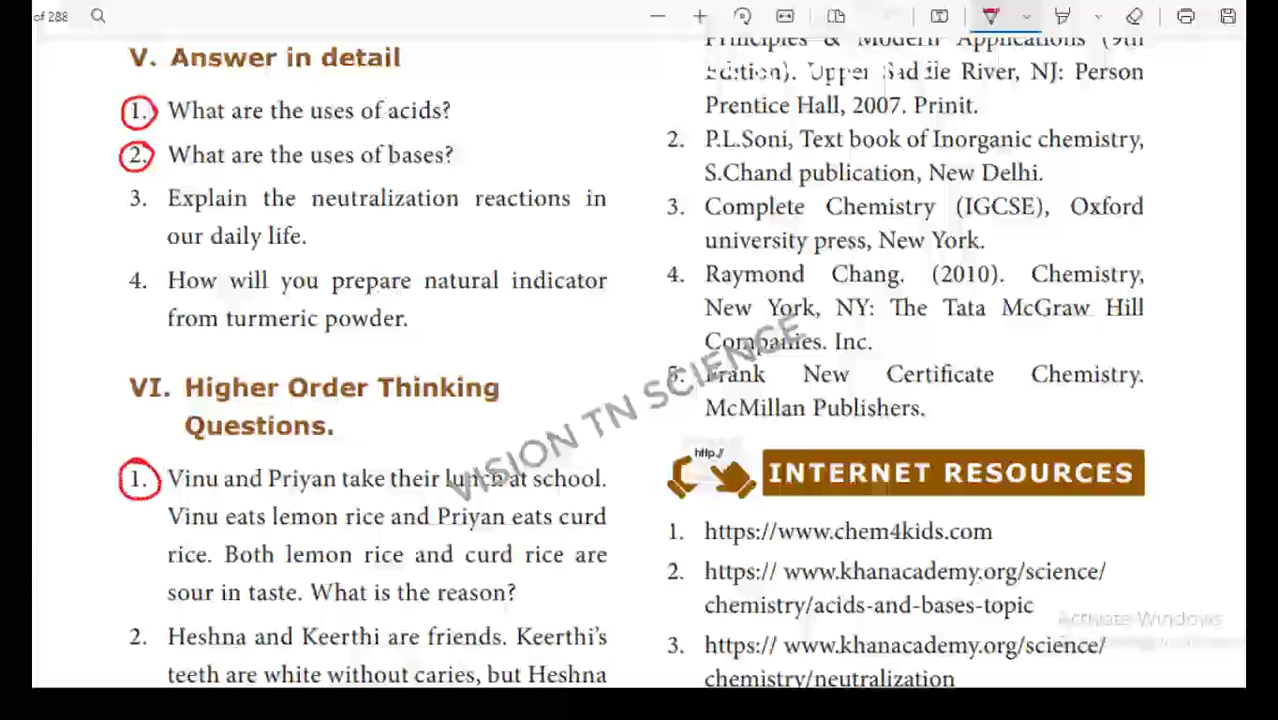 of 288
V. Answer in detail
1. What are the uses of acids?
2. What are the uses of bases?
3. Explain the neutralization reactions in
our daily life.
4. How will you prepare natural indicator
from turmeric powder.
VI. Higher Order Thinking
Questions.
1. Vinu and Priyan take their lunch at school.
Vinu eats lemon rice and Priyan eats curd
rice. Both lemon rice and curd rice are
sour in taste. What is the reason?
2. Heshna and Keerthi are friends. Keerthi's
teeth are white without caries, but Heshna
Principles & Modern Applications (9th
Edition). Upper Saddle River, NJ: Person
Prentice Hall, 2007. Prinit.
2. P.L.Soni, Text book of Inorganic chemistry,
S.Chand publication, New Delhi.
3. Complete Chemistry (IGCSE), Oxford
university press, New York.
4. Raymond Chang. (2010). Chemistry,
New York, NY: The Tata McGraw Hill
Companies. Inc.
5. Frank New Certificate Chemistry.
McMillan Publishers.
http://
INTERNET RESOURCES
1. https://www.chem4kids.com
2. https:// www.khanacademy.org/science/
chemistry/acids-and-bases-topic
3. https:// www.khanacademy.org/science/
chemistry/neutralization
VISION TN SCIENCE
Activate Windows